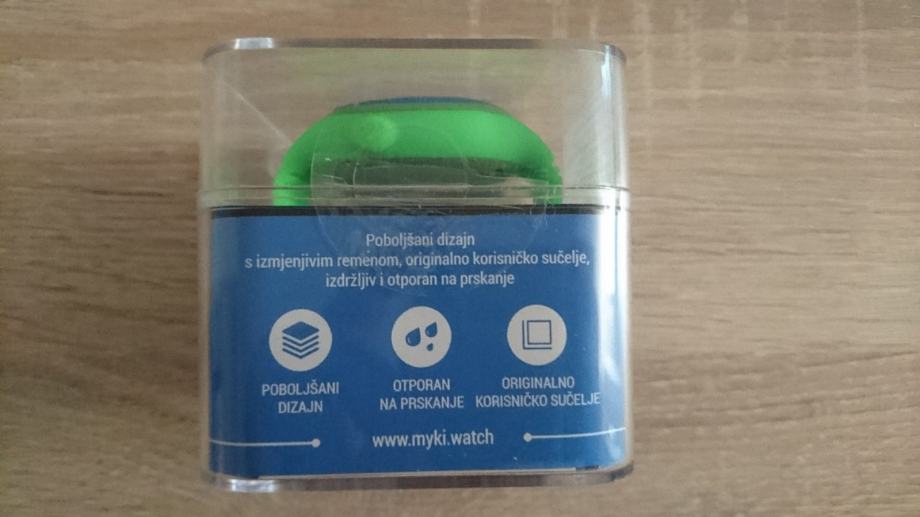 Poboljšani dizajn
s izmjenjivim remenom, originalno korisničko sučelje,
izdržljiv i otporan na prskanje
POBOLJŠANI
DIZAJN
OTPORAN
NA PRSKANJE
ORIGINALNO
KORISNIČKO SUČELJE
www.myki.watch